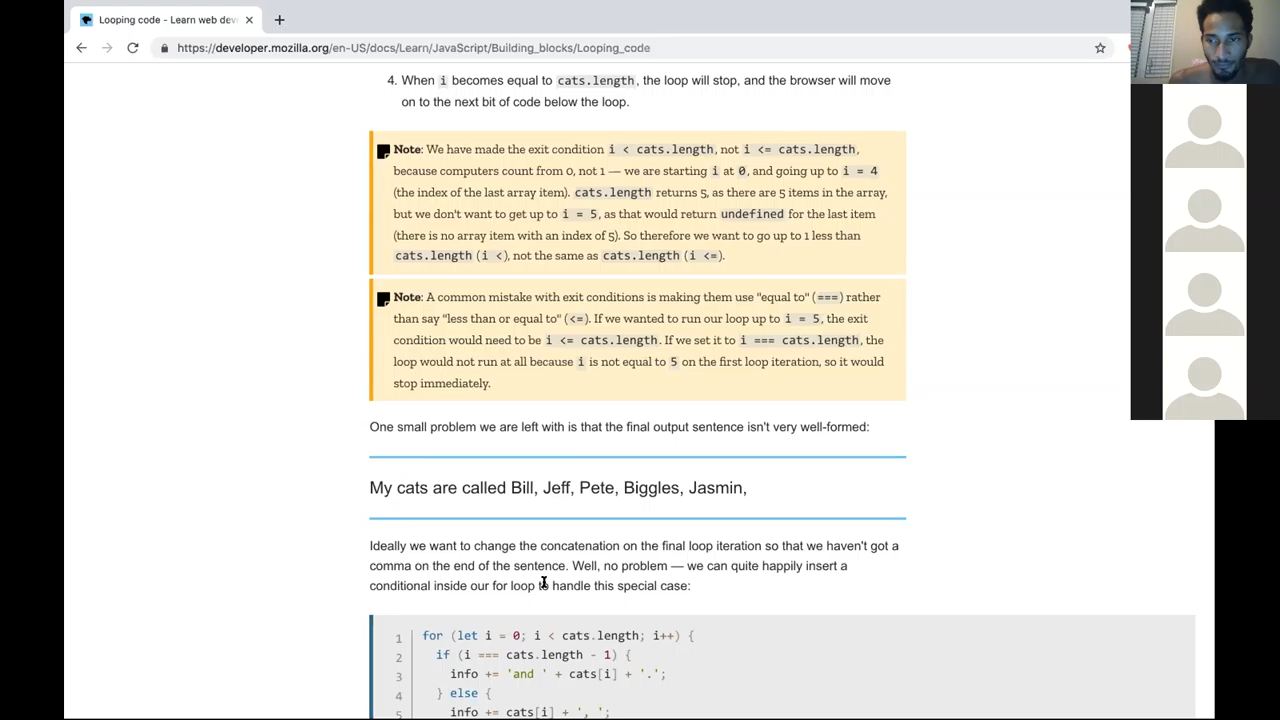 Looping code - Learn web dev
https://developer.mozilla.org/en-US/docs/Learn/JavaScript/Building_blocks/Looping_code
4. When i becomes equal to cats.length, the loop will stop, and the browser will move
on to the next bit of code below the loop.
Note: We have made the exit condition i < cats.length, not i <= cats.length,
because computers count from 0, not 1 — we are starting i at 0, and going up to i = 4
(the index of the last array item). cats.length returns 5, as there are 5 items in the array,
but we don't want to get up to i = 5, as that would return undefined for the last item
(there is no array item with an index of 5). So therefore we want to go up to 1 less than
cats.length (i <), not the same as cats.length (i <=).
Note: A common mistake with exit conditions is making them use "equal to" (===) rather
than say "less than or equal to" (<=). If we wanted to run our loop up to i = 5, the exit
condition would need to be i <= cats.length. If we set it to i === cats.length, the
loop would not run at all because i is not equal to 5 on the first loop iteration, so it would
stop immediately.
One small problem we are left with is that the final output sentence isn't very well-formed:
My cats are called Bill, Jeff, Pete, Biggles, Jasmin,
Ideally we want to change the concatenation on the final loop iteration so that we haven't got a
comma on the end of the sentence. Well, no problem — we can quite happily insert a
conditional inside our for loop to handle this special case:
1 for (let i = 0; i < cats.length; i++) {
2 if (i === cats.length - 1) {
3 info += 'and ' + cats[i] + '.';
4 } else {
5 info += cats[i] + ', ';